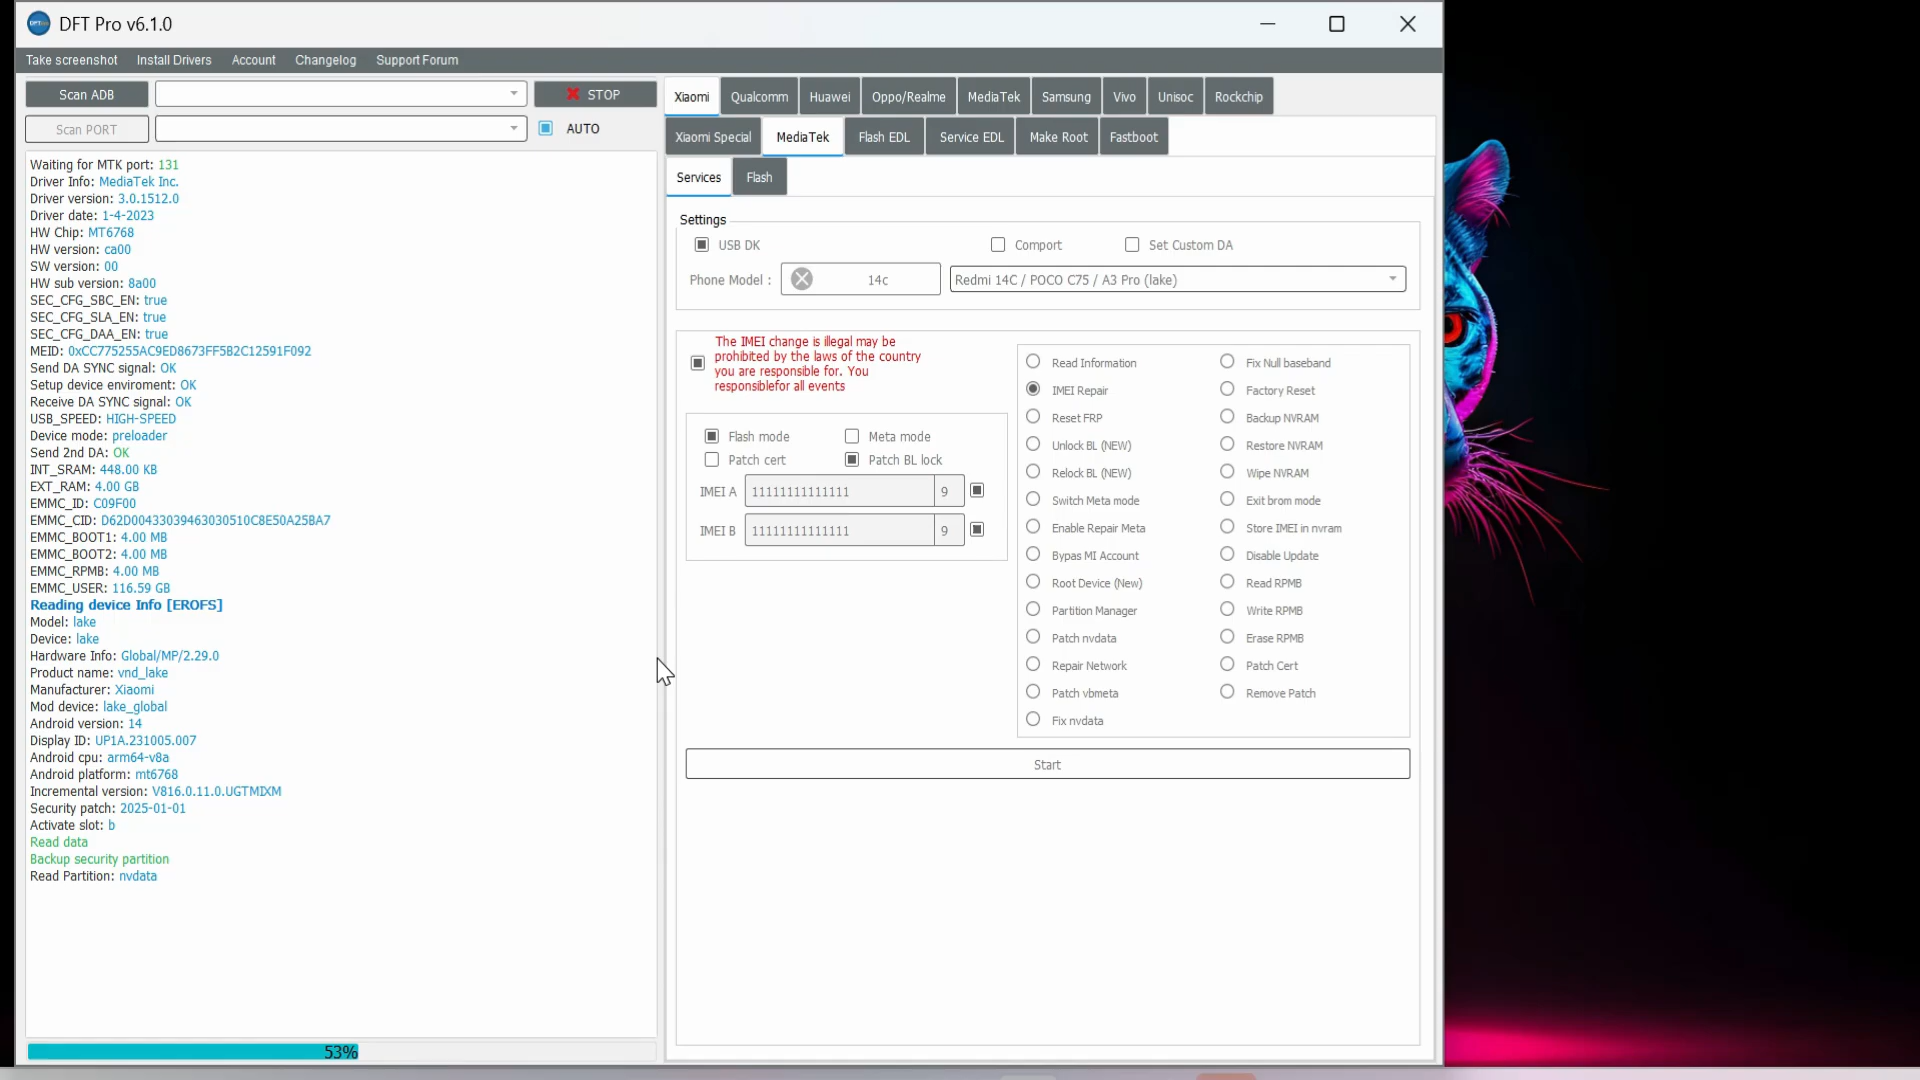 DFT Pro v6.1.0
Take screenshot Install Drivers Account Changelog Support Forum
Scan ADB
STOP
Scan PORT
AUTO
Waiting for MTK port: 131
Driver Info: MediaTek Inc.
Driver version: 3.0.1512.0
Driver date: 1-4-2023
HW Chip: MT6768
HW version: ca00
SW version: 00
HW sub version: 8a00
SEC_CFG_SBC_EN: true
SEC_CFG_SLA_EN: true
SEC_CFG_DAA_EN: true
MEID: 0xCC775255AC9ED8673FF5B2C12591F092
Send DA SYNC signal: OK
Setup device enviroment: OK
Receive DA SYNC signal: OK
USB_SPEED: HIGH-SPEED
Device mode: preloader
Send 2nd DA: OK
INT_SRAM: 448.00 KB
EXT_RAM: 4.00 GB
EMMC_ID: C09F00
EMMC_CID: D62D00433039463030510C8E50A25BA7
EMMC_BOOT1: 4.00 MB
EMMC_BOOT2: 4.00 MB
EMMC_RPMB: 4.00 MB
EMMC_USER: 116.59 GB
Reading device Info [EROFS]
Model: lake
Device: lake
Hardware Info: Global/MP/2.29.0
Product name: vnd_lake
Manufacturer: Xiaomi
Mod device: lake_global
Android version: 14
Display ID: UP1A.231005.007
Android cpu: arm64-v8a
Android platform: mt6768
Incremental version: V816.0.11.0.UGTMIXM
Security patch: 2025-01-01
Activate slot: b
Read data
Backup security partition
Read Partition: nvdata
53%
Xiaomi Qualcomm Huawei Oppo/Realme MediaTek Samsung Vivo Unisoc Rockchip
Xiaomi Special MediaTek Flash EDL Service EDL Make Root Fastboot
Services Flash
Settings
USB DK Comport Set Custom DA
Phone Model : 14c Redmi 14C / POCO C75 / A3 Pro (lake)
The IMEI change is illegal may be
prohibited by the laws of the country
you are responsible for. You
responsiblefor all events
Flash mode Meta mode
Patch cert Patch BL lock
IMEI A 11111111111111 9
IMEI B 11111111111111 9
Read Information Fix Null baseband
IMEI Repair Factory Reset
Reset FRP Backup NVRAM
Unlock BL (NEW) Restore NVRAM
Relock BL (NEW) Wipe NVRAM
Switch Meta mode Exit brom mode
Enable Repair Meta Store IMEI in nvram
Bypas MI Account Disable Update
Root Device (New) Read RPMB
Partition Manager Write RPMB
Patch nvdata Erase RPMB
Repair Network Patch Cert
Patch vbmeta Remove Patch
Fix nvdata
Start